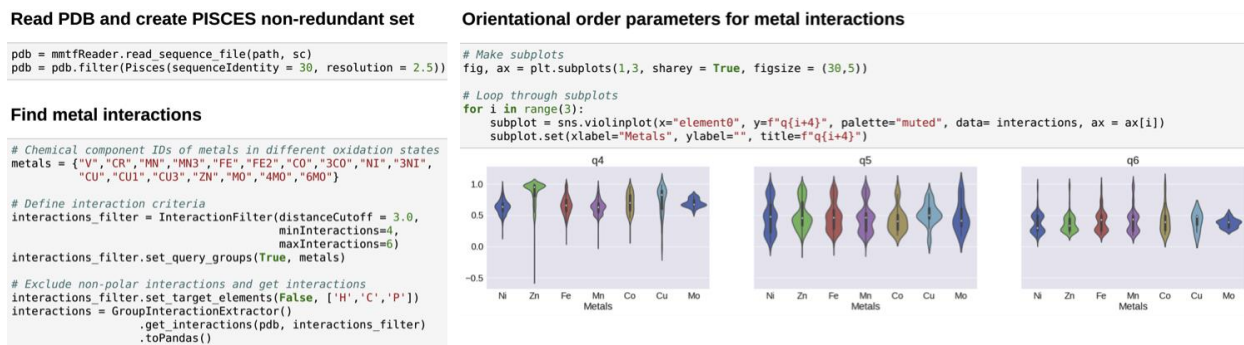 Read PDB and create PISCES non-redundant set
pdb = mmtfReader.read_sequence_file(path, sc)
pdb = pdb.filter(Pisces(sequenceIdentity = 30, resolution = 2.5))
Find metal interactions
# Chemical component IDs of metals in different oxidation states
metals = {"V","CR","MN","MN3","FE","FE2","CO","3CO","NI","3NI",
"CU","CU1","CU3","ZN","MO","4MO","6MO"}
# Define interaction criteria
interactions_filter = InteractionFilter(distanceCutoff = 3.0,
minInteractions=4,
maxInteractions=6)
interactions_filter.set_query_groups(True, metals)
# Exclude non-polar interactions and get interactions
interactions_filter.set_target_elements(False, ['H','C','P'])
interactions = GroupInteractionExtractor()
.get_interactions(pdb, interactions_filter)
.toPandas()
Orientational order parameters for metal interactions
# Make subplots
fig, ax = plt.subplots(1,3, sharey = True, figsize = (30,5))
# Loop through subplots
for i in range(3):
subplot = sns.violinplot(x="element0", y=f"q{i+4}", palette="muted", data= interactions, ax = ax[i])
subplot.set(xlabel="Metals", ylabel="", title=f"q{i+4}")
q4
1.0
0.5
0.0
−0.5
Ni Zn Fe Mn Co Cu Mo
Metals
q5
Ni Zn Fe Mn Co Cu Mo
Metals
q6
Ni Zn Fe Mn Co Cu Mo
Metals